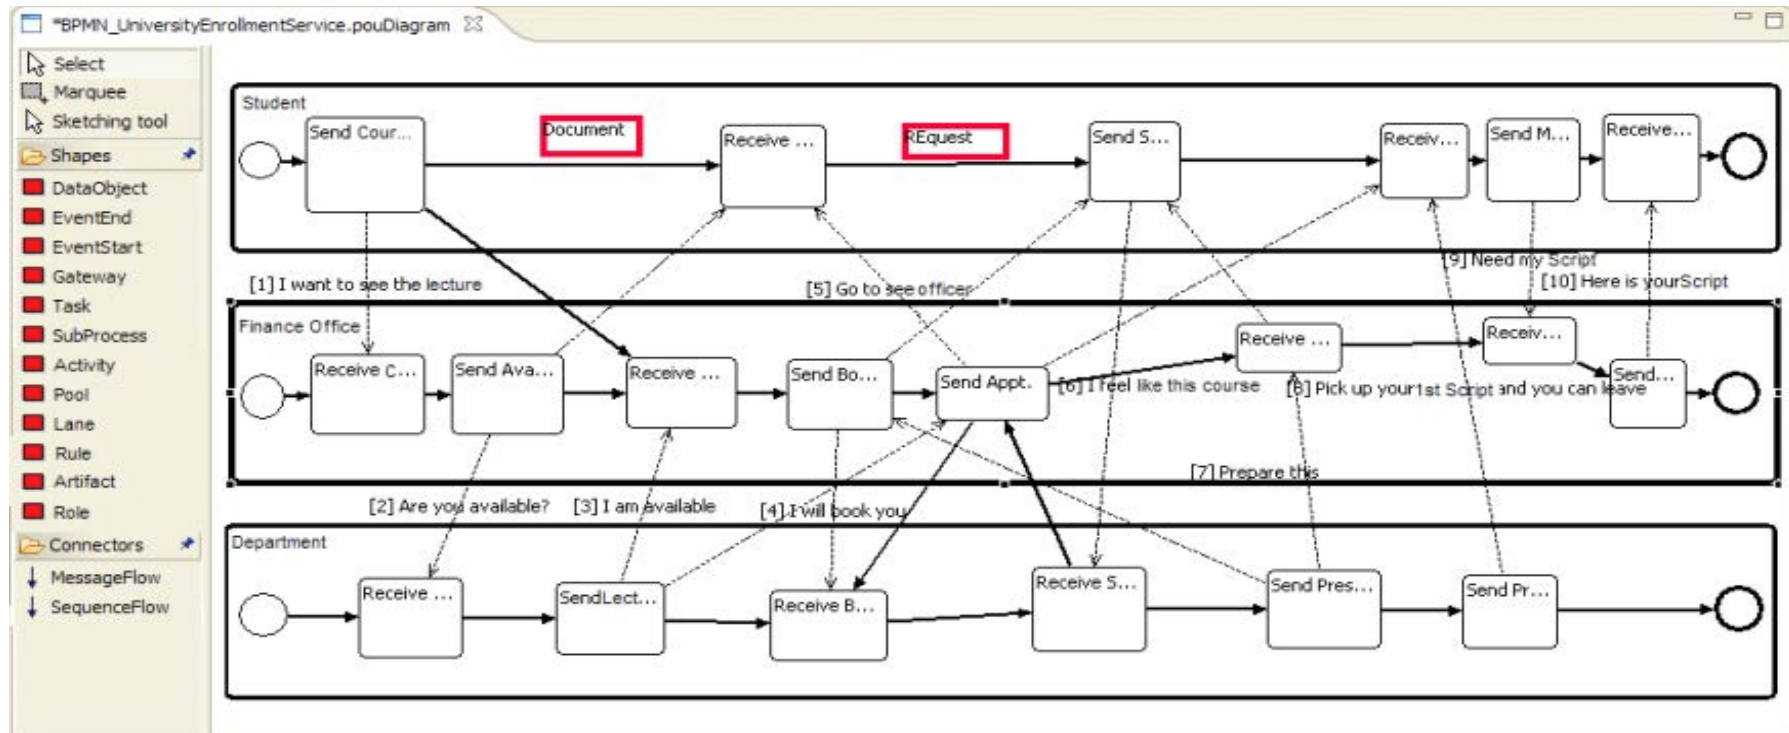 *BPMN_UniversityEnrollmentService.pouDiagram
Select
Marquee
Sketching tool
Shapes
DataObject
EventEnd
EventStart
Gateway
Task
SubProcess
Activity
Pool
Lane
Rule
Artifact
Role
Connectors
MessageFlow
SequenceFlow
Student
Send Cour...
Document
Receive ...
REquest
Send S...
Receiv...
Send M...
Receive...
[1] I want to see the lecture
[5] Go to see officer
[9] Need my Script
[10] Here is yourScript
Finance Office
Receive C...
Send Ava...
Receive ...
Send Bo...
Send Appt.
Receive ...
Receiv...
Send...
[6] I feel like this course
[8] Pick up your 1st Script and you can leave
[7] Prepare this
[2] Are you available?
[3] I am available
[4] I will book you
Department
Receive ...
SendLect...
Receive B...
Receive S...
Send Pres...
Send Pr...